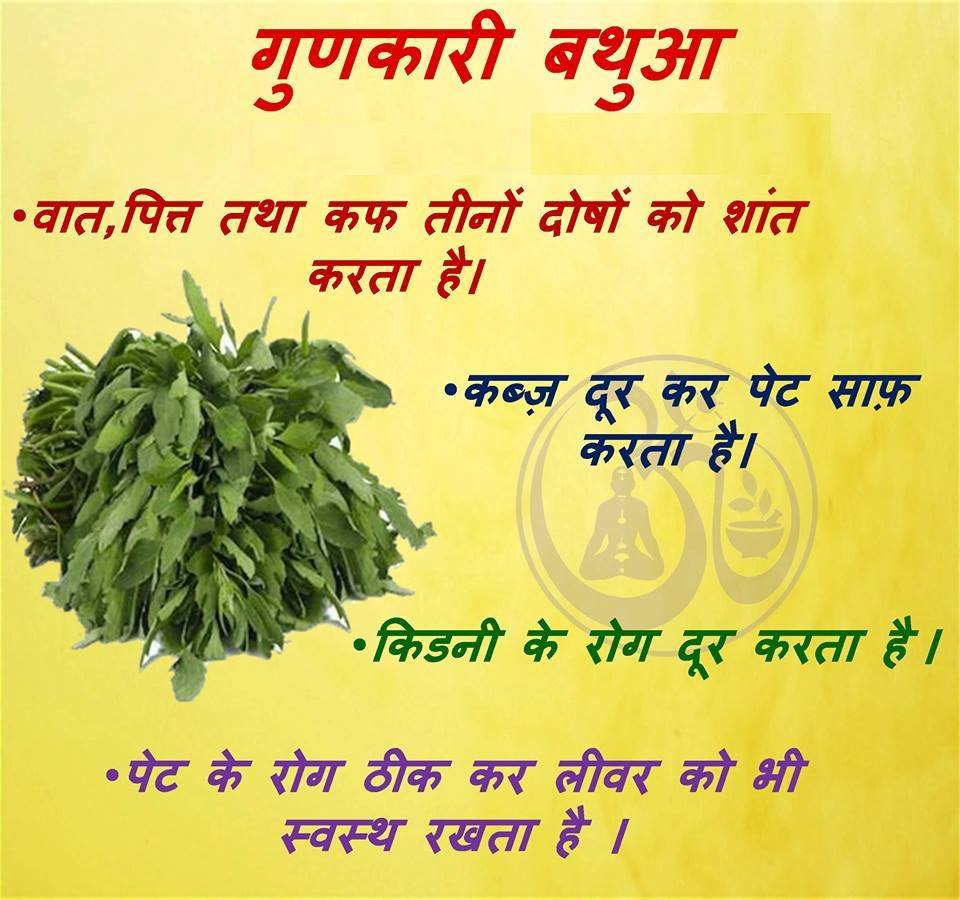 गुणकारी बथुआ
•वात,पित्त तथा कफ तीनों दोषों को शांत
करता है।
•कब्ज़ दूर कर पेट साफ़
करता है।
•किडनी के रोग दूर करता है ।
•पेट के रोग ठीक कर लीवर को भी
स्वस्थ रखता है ।